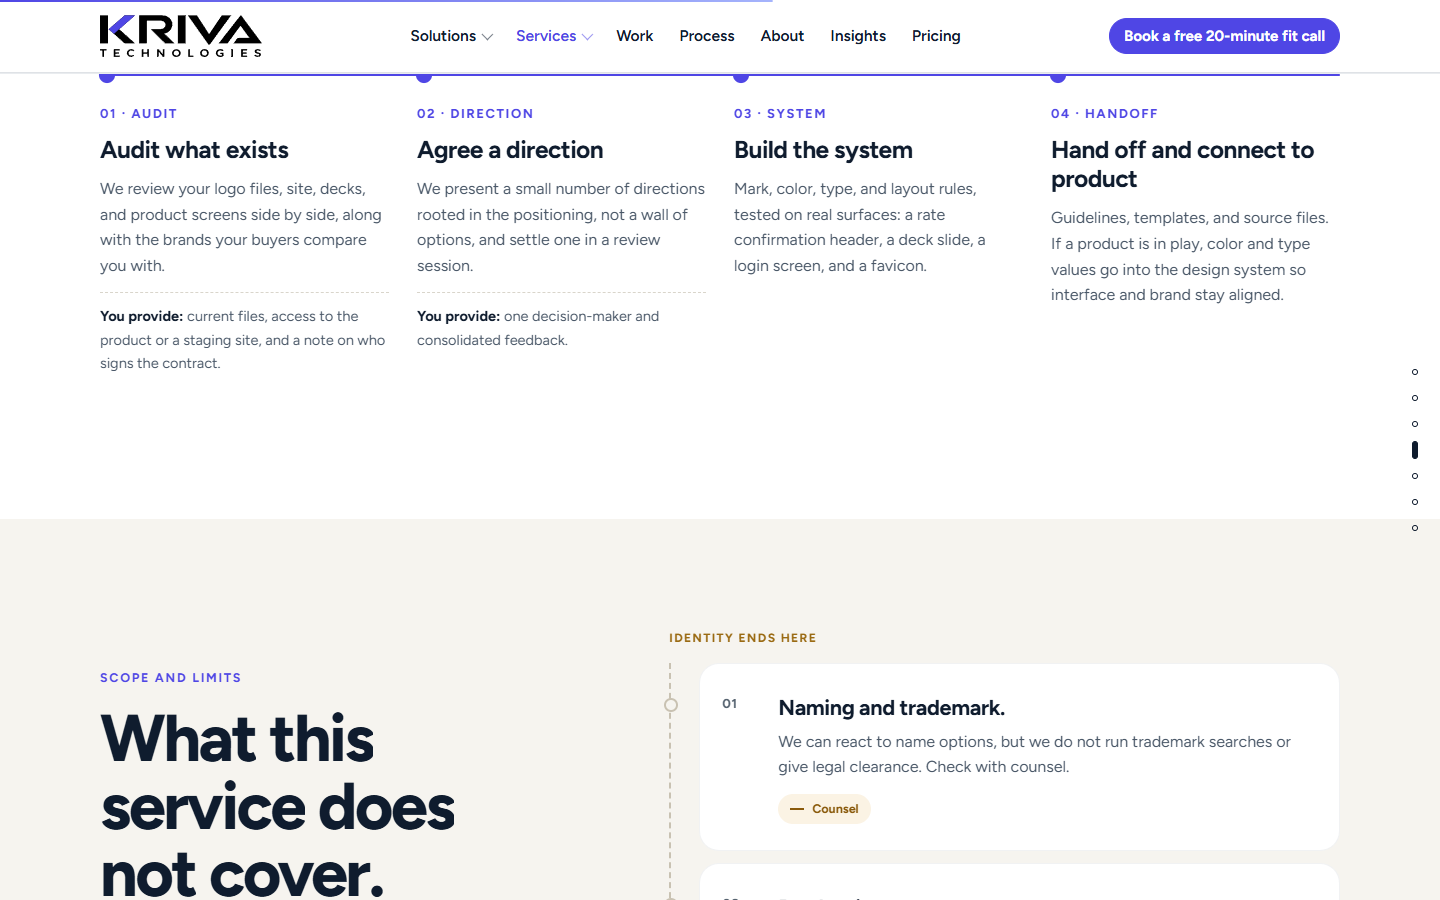 KRIVA
TECHNOLOGIES
Solutions
Services
Work
Process
About
Insights
Pricing
Book a free 20-minute fit call
01 · AUDIT
Audit what exists
We review your logo files, site, decks,
and product screens side by side, along
with the brands your buyers compare
you with.
You provide: current files, access to the
product or a staging site, and a note on who
signs the contract.
02 · DIRECTION
Agree a direction
We present a small number of directions
rooted in the positioning, not a wall of
options, and settle one in a review
session.
You provide: one decision-maker and
consolidated feedback.
03 · SYSTEM
Build the system
Mark, color, type, and layout rules,
tested on real surfaces: a rate
confirmation header, a deck slide, a
login screen, and a favicon.
04 · HANDOFF
Hand off and connect to
product
Guidelines, templates, and source files.
If a product is in play, color and type
values go into the design system so
interface and brand stay aligned.
SCOPE AND LIMITS
What this
service does
not cover.
IDENTITY ENDS HERE
01
Naming and trademark.
We can react to name options, but we do not run trademark searches or
give legal clearance. Check with counsel.
Counsel